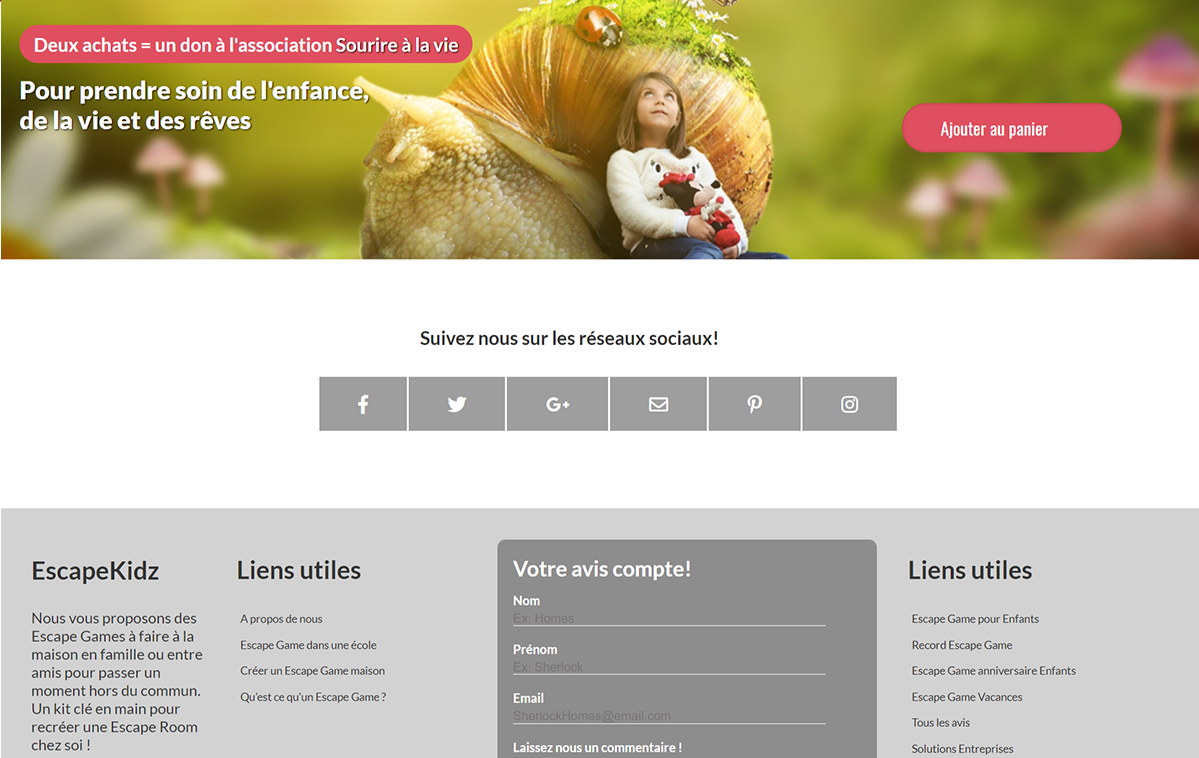 Deux achats = un don à l'association Sourire à la vie
Pour prendre soin de l'enfance,
de la vie et des rêves
Ajouter au panier
Suivez nous sur les réseaux sociaux!
EscapeKidz
Nous vous proposons des
Escape Games à faire à la
maison en famille ou entre
amis pour passer un
moment hors du commun.
Un kit clé en main pour
recréer une Escape Room
chez soi !
Liens utiles
A propos de nous
Escape Game dans une école
Créer un Escape Game maison
Qu'est ce qu'un Escape Game ?
Votre avis compte!
Nom
Ex: Homes
Prénom
Ex: Sherlock
Email
SherlockHomes@email.com
Laissez nous un commentaire !
Liens utiles
Escape Game pour Enfants
Record Escape Game
Escape Game anniversaire Enfants
Escape Game Vacances
Tous les avis
Solutions Entreprises